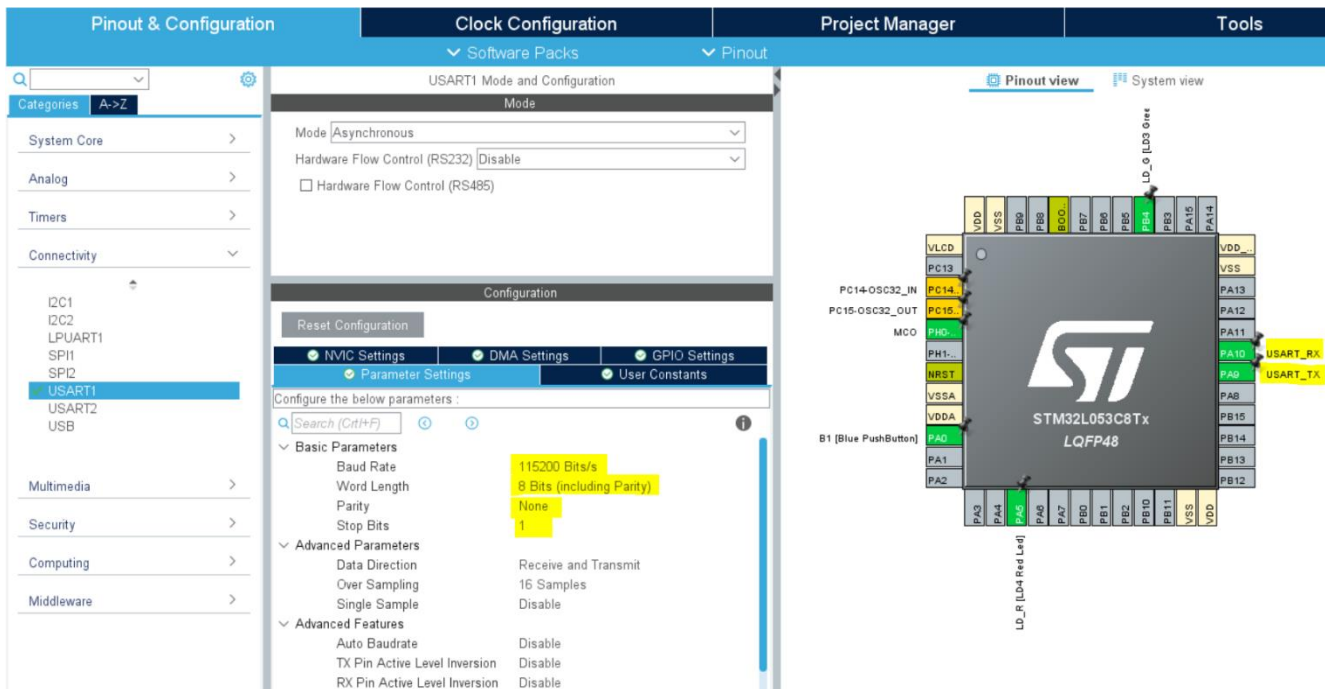 Pinout & Configuration
Clock Configuration
Project Manager
Tools
Software Packs
Pinout
Categories
A->Z
System Core
Analog
Timers
Connectivity
I2C1
I2C2
LPUART1
SPI1
SPI2
USART1
USART2
USB
Multimedia
Security
Computing
Middleware
USART1 Mode and Configuration
Mode
Mode Asynchronous
Hardware Flow Control (RS232) Disable
Hardware Flow Control (RS485)
Configuration
Reset Configuration
NVIC Settings
DMA Settings
GPIO Settings
Parameter Settings
User Constants
Configure the below parameters :
Search (Crtl+F)
Basic Parameters
Baud Rate 115200 Bits/s
Word Length 8 Bits (including Parity)
Parity None
Stop Bits 1
Advanced Parameters
Data Direction Receive and Transmit
Over Sampling 16 Samples
Single Sample Disable
Advanced Features
Auto Baudrate Disable
TX Pin Active Level Inversion Disable
RX Pin Active Level Inversion Disable
Pinout view
System view
LD_G [LD3 Gree
VDD
VSS
PB9
PB8
BOO..
PB7
PB6
PB5
PB4
PB3
PA15
PA14
VLCD
PC13
PC14-OSC32_IN PC14..
PC15-OSC32_OUT PC15..
MCO PH0-..
PH1-..
NRST
VSSA
VDDA
B1 [Blue PushButton] PA0
PA1
PA2
STM32L053C8Tx
LQFP48
VDD_..
VSS
PA13
PA12
PA11
PA10 USART_RX
PA9 USART_TX
PA8
PB15
PB14
PB13
PB12
PA3
PA4
PA5
PA6
PA7
PB0
PB1
PB2
PB10
PB11
VSS
VDD
LD_R [LD4 Red Led]